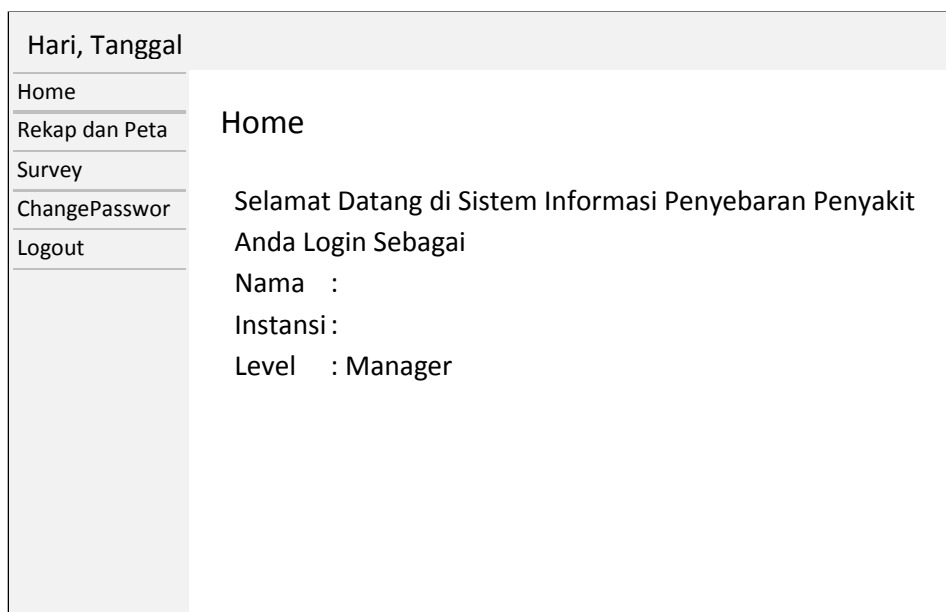 Hari, Tanggal
Home
Rekap dan Peta
Survey
ChangePasswor
Logout
Home
Selamat Datang di Sistem Informasi Penyebaran Penyakit
Anda Login Sebagai
Nama :
Instansi :
Level : Manager